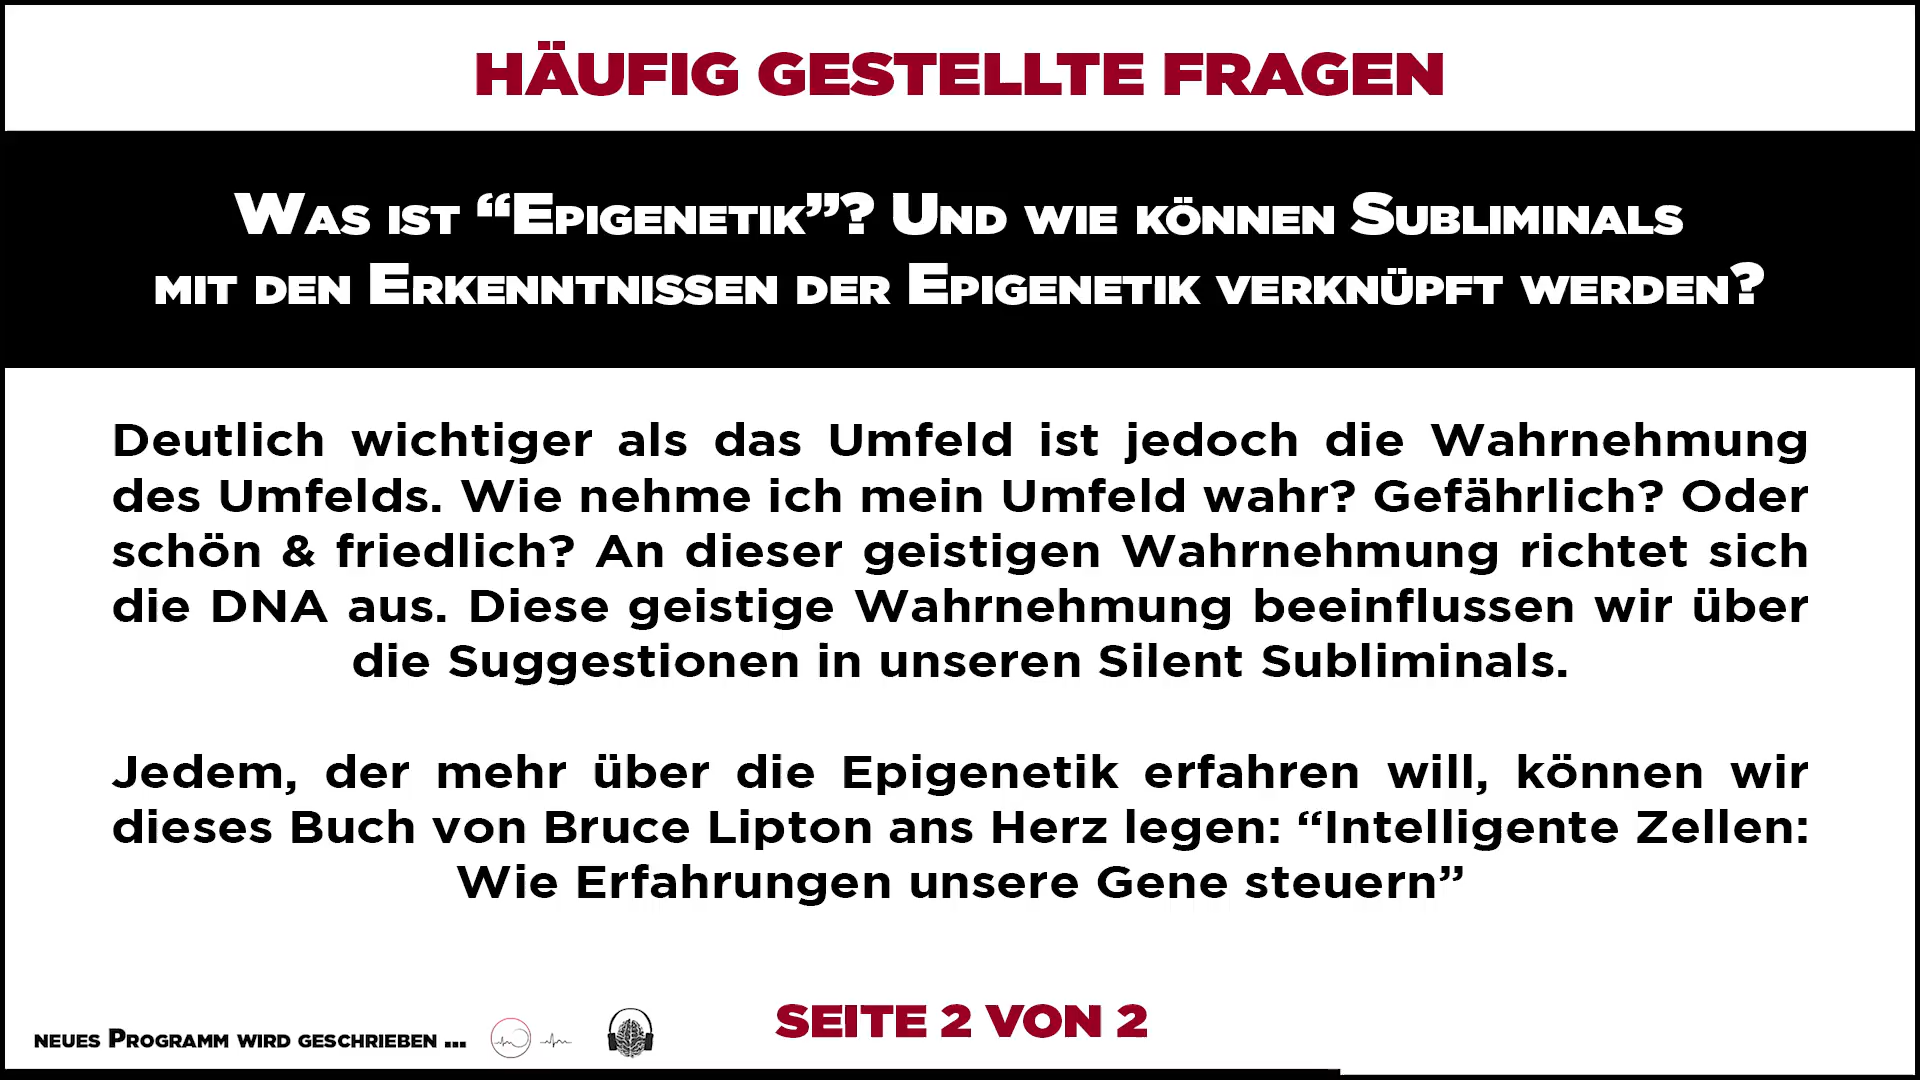 HÄUFIG GESTELLTE FRAGEN
Was ist “Epigenetik”? Und wie können Subliminals
mit den Erkenntnissen der Epigenetik verknüpft werden?
Deutlich wichtiger als das Umfeld ist jedoch die Wahrnehmung
des Umfelds. Wie nehme ich mein Umfeld wahr? Gefährlich? Oder
schön & friedlich? An dieser geistigen Wahrnehmung richtet sich
die DNA aus. Diese geistige Wahrnehmung beeinflussen wir über
die Suggestionen in unseren Silent Subliminals.
Jedem, der mehr über die Epigenetik erfahren will, können wir
dieses Buch von Bruce Lipton ans Herz legen: “Intelligente Zellen:
Wie Erfahrungen unsere Gene steuern”
SEITE 2 VON 2
neues Programm wird geschrieben ...